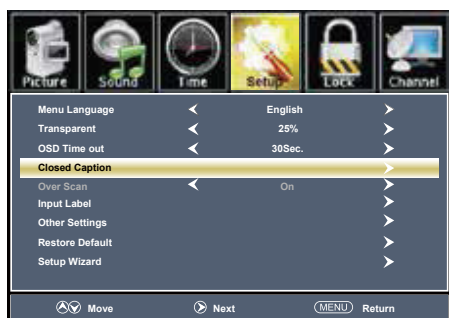 Picture Sound Time Setup Lock Channel
Menu Language English
Transparent 25%
OSD Time out 30Sec.
Closed Caption
Over Scan On
Input Label
Other Settings
Restore Default
Setup Wizard
Move Next MENU Return